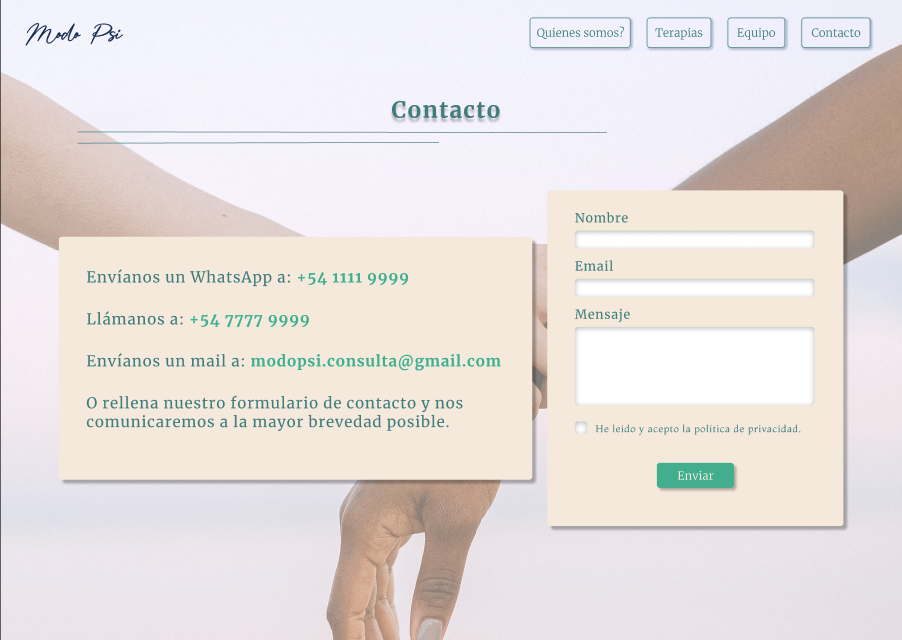 Modo Psi
Quienes somos?
Terapias
Equipo
Contacto
Contacto
Envíanos un WhatsApp a: +54 1111 9999
Llámanos a: +54 7777 9999
Envíanos un mail a: modopsi.consulta@gmail.com
O rellena nuestro formulario de contacto y nos
comunicaremos a la mayor brevedad posible.
Nombre
Email
Mensaje
He leido y acepto la política de privacidad.
Enviar